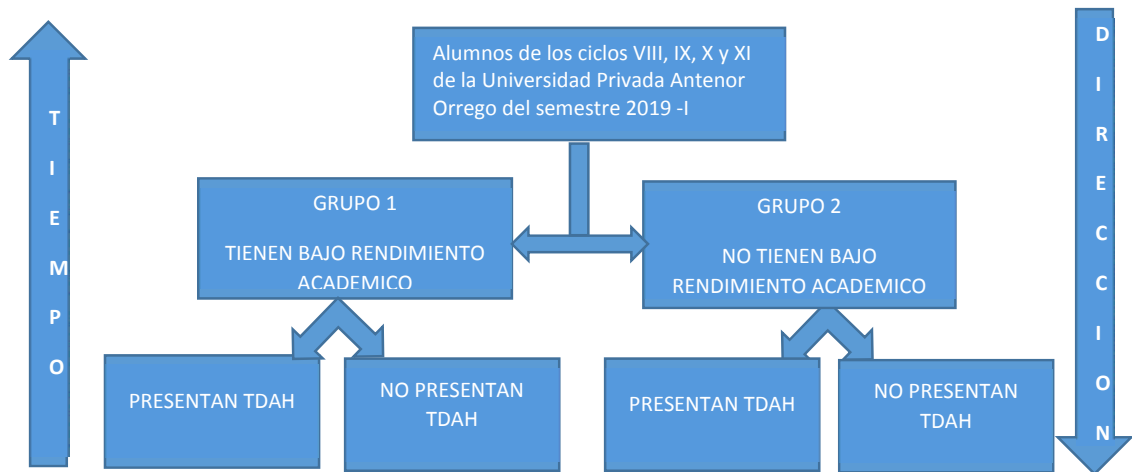 Alumnos de los ciclos VIII, IX, X y XI
de la Universidad Privada Antenor
Orrego del semestre 2019 -I
TIEMPO
DIRECCION
GRUPO 1
TIENEN BAJO RENDIMIENTO
ACADEMICO
GRUPO 2
NO TIENEN BAJO
RENDIMIENTO ACADEMICO
PRESENTAN TDAH
NO PRESENTAN
TDAH
PRESENTAN TDAH
NO PRESENTAN
TDAH